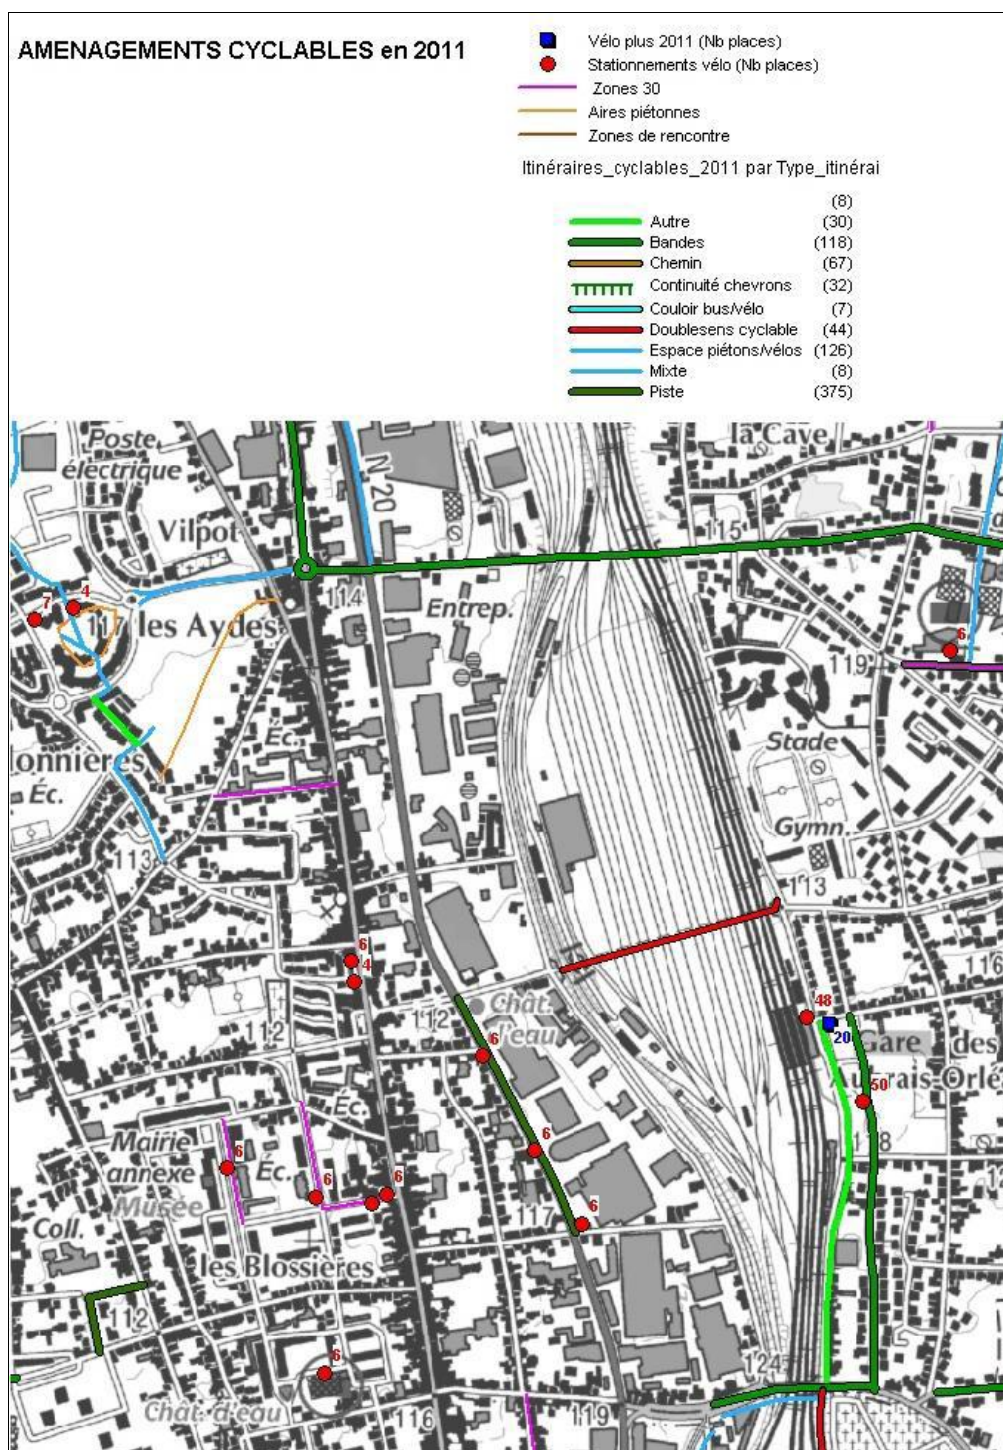 AMENAGEMENTS CYCLABLES en 2011
Vélo plus 2011 (Nb places)
Stationnements vélo (Nb places)
Zones 30
Aires piétonnes
Zones de rencontre
Itinéraires_cyclables_2011 par Type_itinérai
(8)
Autre (30)
Bandes (118)
Chemin (67)
Continuité chevrons (32)
Couloir bus/vélo (7)
Doublesens cyclable (44)
Espace piétons/vélos (126)
Mixte (8)
Piste (375)
Poste
électrique
la Cave
N 20
Vilpot
115
4
7
les Aydes
114
Entrep.
6
119
Éc.
Stade
lonnières
Éc.
Gymn.
113
113
6
4
116
48
20
112
112
Chât.
d'eau
6
Gare des
Aubrais-Orlé
50
Éc.
118
6
Mairie
annexe
Musée
6
Éc.
6
6
Coll.
117
6
les Blossières
112
6
124
Chât. d'eau
116
119